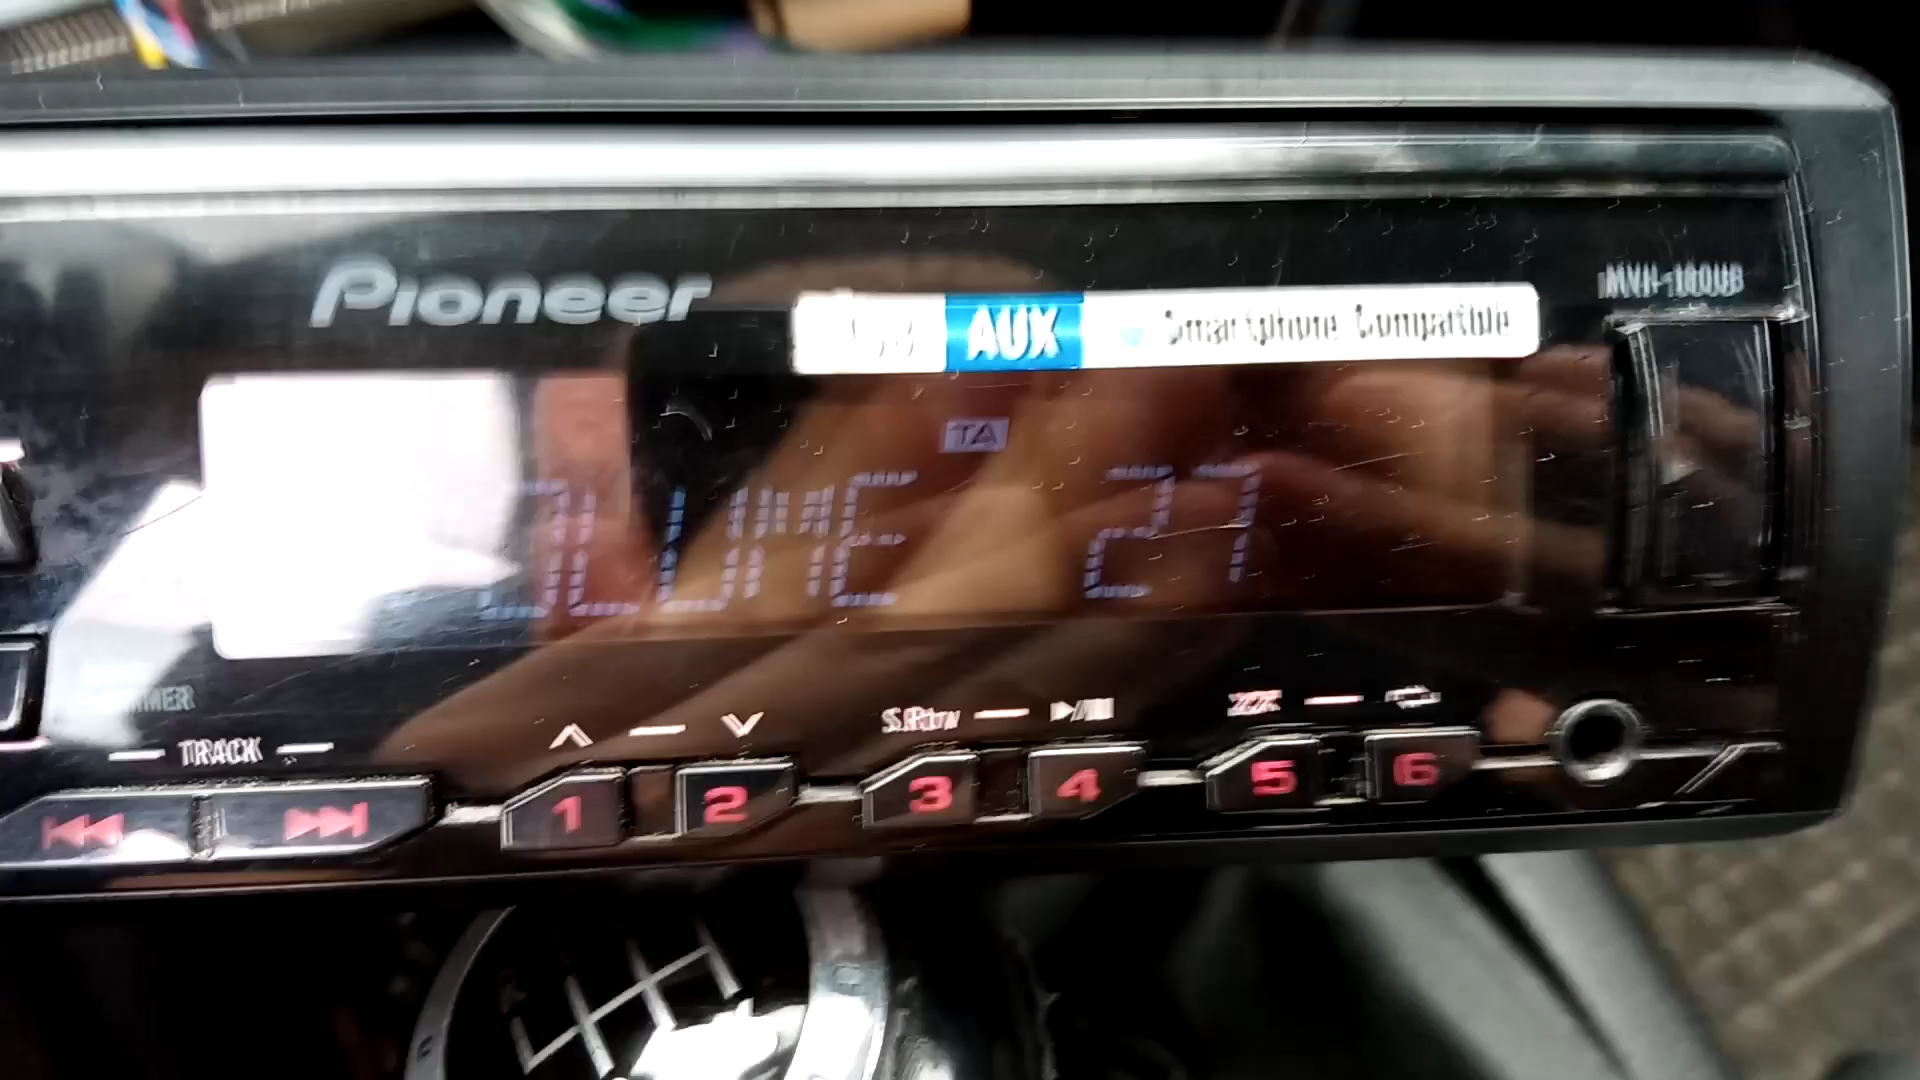 Pioneer
MVH-180UB
AUX Smartphone Compatible
TA
OLUME 27
TRACK
S.Rtrv
1 2 3 4 5 6